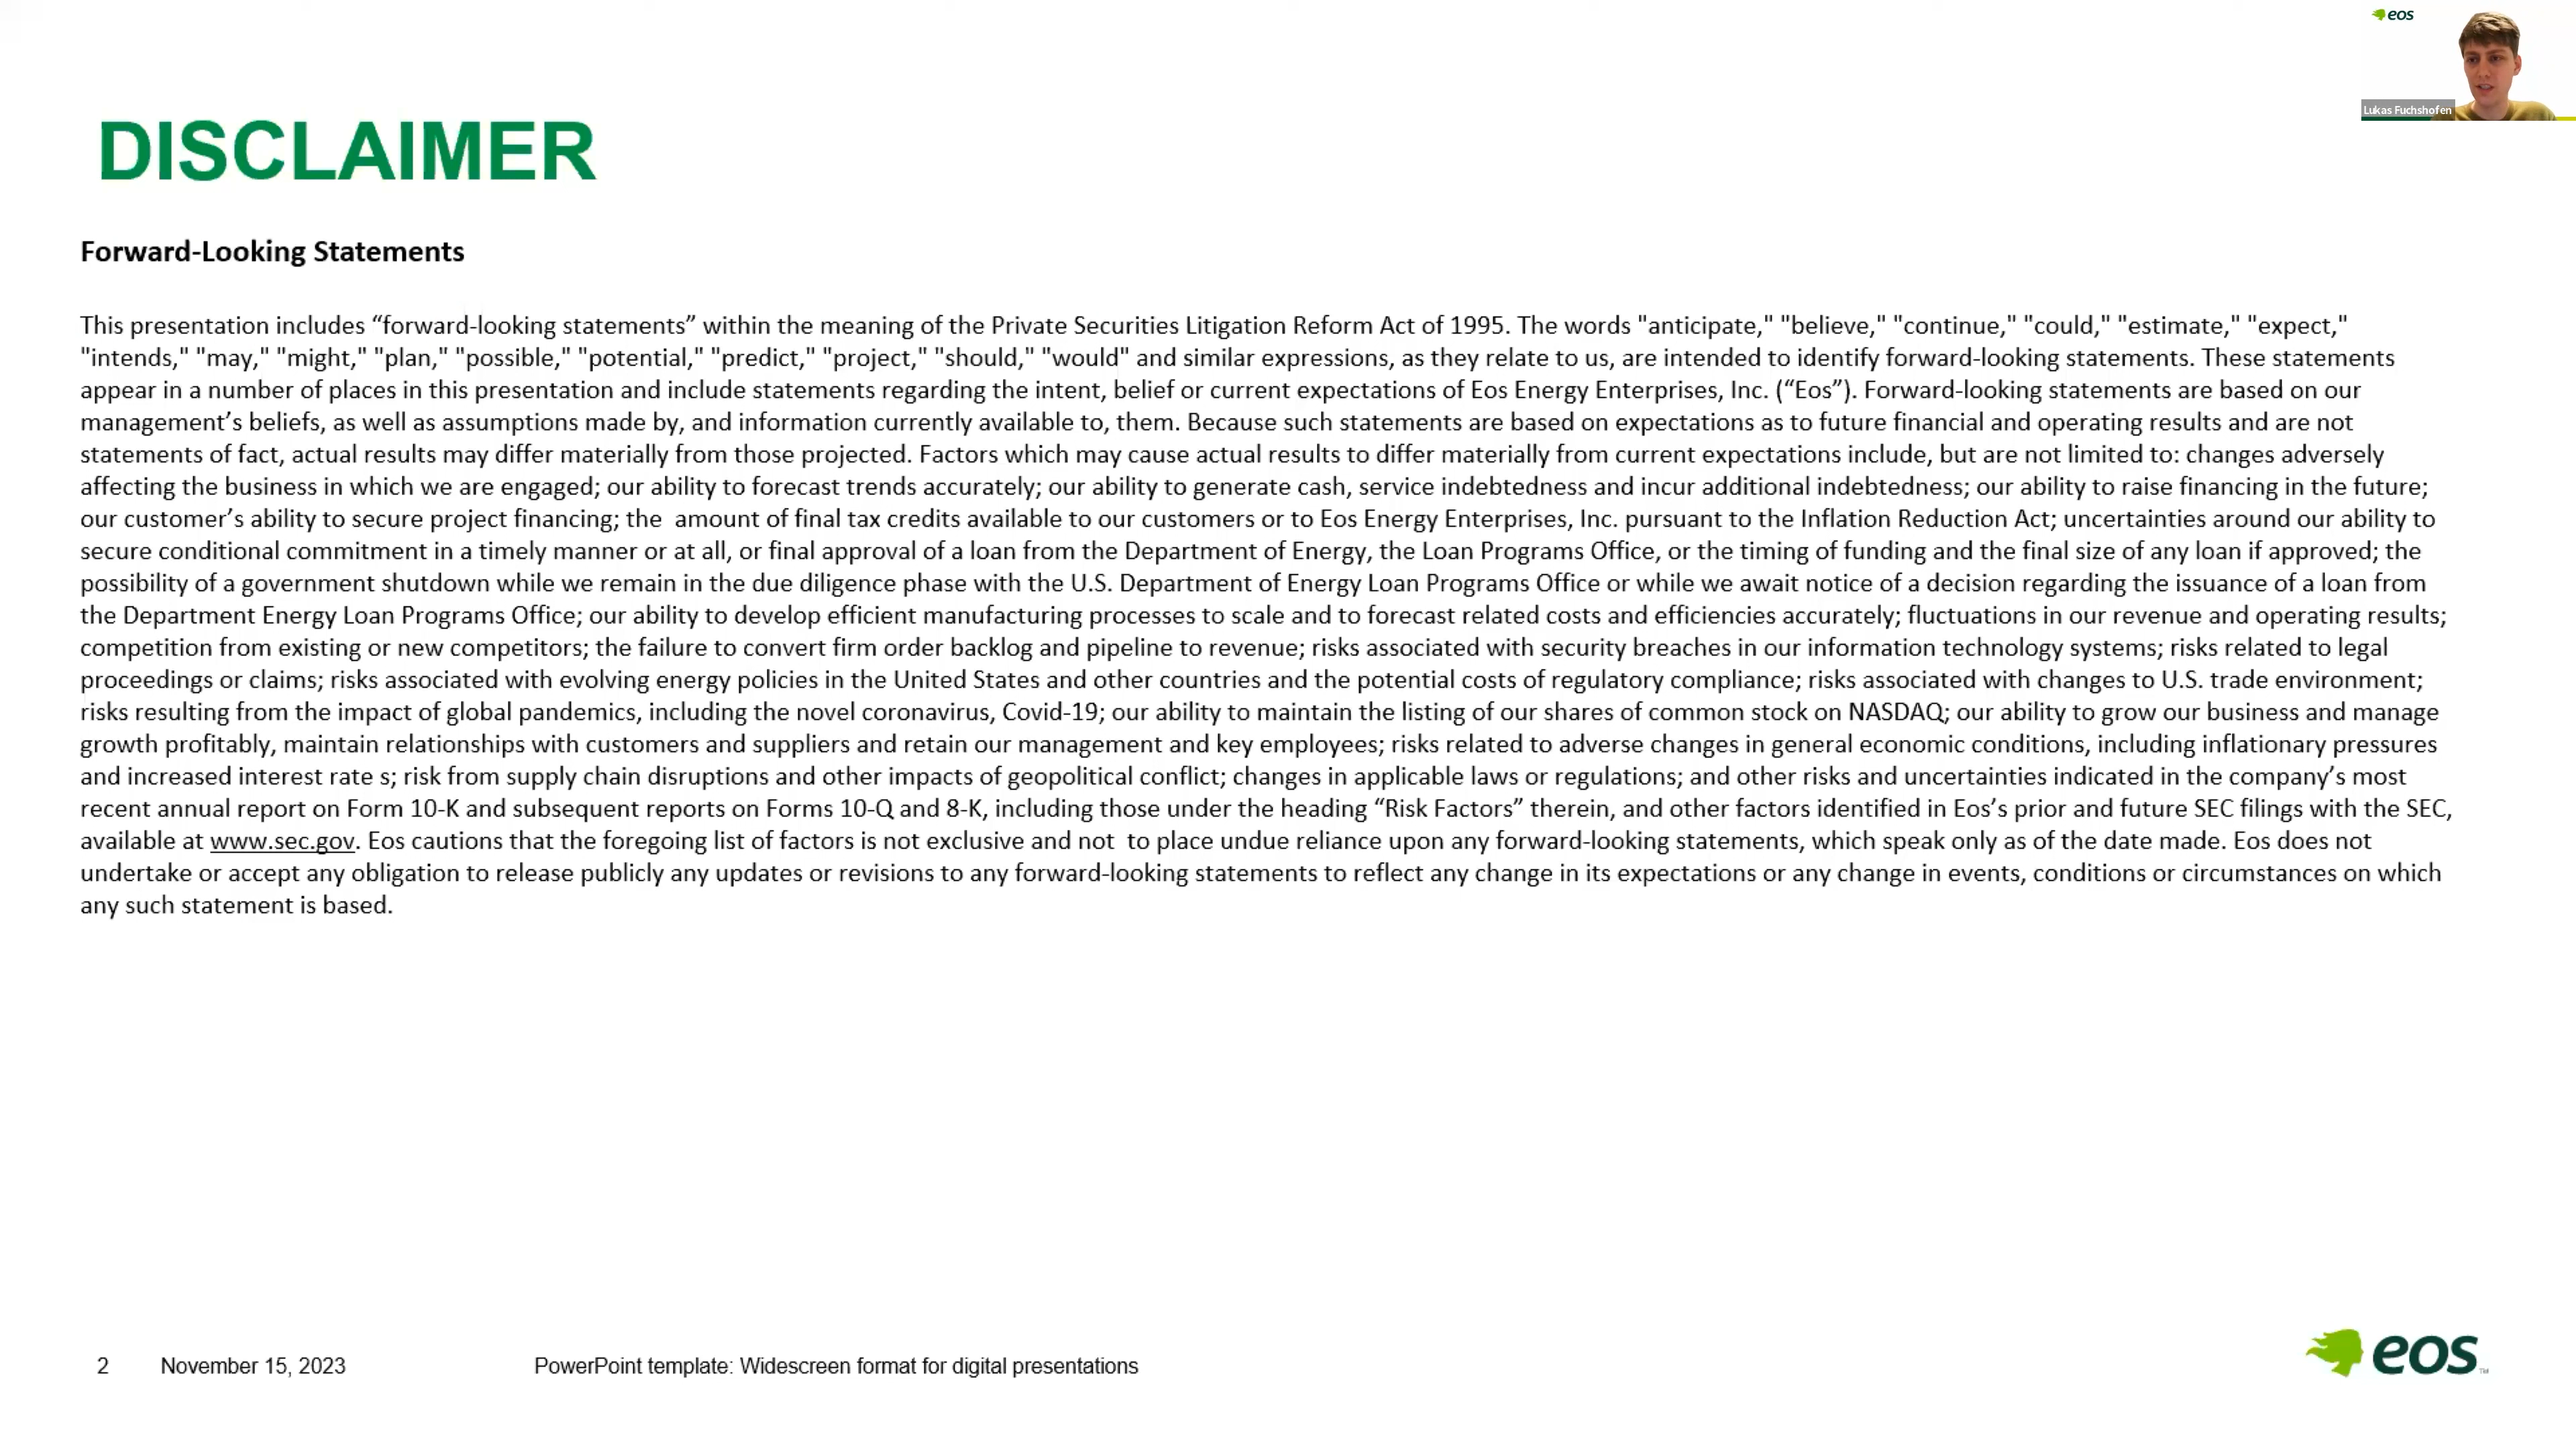 eos
Lukas Fuchshofen
DISCLAIMER
Forward-Looking Statements
This presentation includes “forward-looking statements” within the meaning of the Private Securities Litigation Reform Act of 1995. The words "anticipate," "believe," "continue," "could," "estimate," "expect,"
"intends," "may," "might," "plan," "possible," "potential," "predict," "project," "should," "would" and similar expressions, as they relate to us, are intended to identify forward-looking statements. These statements
appear in a number of places in this presentation and include statements regarding the intent, belief or current expectations of Eos Energy Enterprises, Inc. (“Eos”). Forward-looking statements are based on our
management’s beliefs, as well as assumptions made by, and information currently available to, them. Because such statements are based on expectations as to future financial and operating results and are not
statements of fact, actual results may differ materially from those projected. Factors which may cause actual results to differ materially from current expectations include, but are not limited to: changes adversely
affecting the business in which we are engaged; our ability to forecast trends accurately; our ability to generate cash, service indebtedness and incur additional indebtedness; our ability to raise financing in the future;
our customer’s ability to secure project financing; the  amount of final tax credits available to our customers or to Eos Energy Enterprises, Inc. pursuant to the Inflation Reduction Act; uncertainties around our ability to
secure conditional commitment in a timely manner or at all, or final approval of a loan from the Department of Energy, the Loan Programs Office, or the timing of funding and the final size of any loan if approved; the
possibility of a government shutdown while we remain in the due diligence phase with the U.S. Department of Energy Loan Programs Office or while we await notice of a decision regarding the issuance of a loan from
the Department Energy Loan Programs Office; our ability to develop efficient manufacturing processes to scale and to forecast related costs and efficiencies accurately; fluctuations in our revenue and operating results;
competition from existing or new competitors; the failure to convert firm order backlog and pipeline to revenue; risks associated with security breaches in our information technology systems; risks related to legal
proceedings or claims; risks associated with evolving energy policies in the United States and other countries and the potential costs of regulatory compliance; risks associated with changes to U.S. trade environment;
risks resulting from the impact of global pandemics, including the novel coronavirus, Covid-19; our ability to maintain the listing of our shares of common stock on NASDAQ; our ability to grow our business and manage
growth profitably, maintain relationships with customers and suppliers and retain our management and key employees; risks related to adverse changes in general economic conditions, including inflationary pressures
and increased interest rate s; risk from supply chain disruptions and other impacts of geopolitical conflict; changes in applicable laws or regulations; and other risks and uncertainties indicated in the company’s most
recent annual report on Form 10-K and subsequent reports on Forms 10-Q and 8-K, including those under the heading “Risk Factors” therein, and other factors identified in Eos’s prior and future SEC filings with the SEC,
available at www.sec.gov. Eos cautions that the foregoing list of factors is not exclusive and not  to place undue reliance upon any forward-looking statements, which speak only as of the date made. Eos does not
undertake or accept any obligation to release publicly any updates or revisions to any forward-looking statements to reflect any change in its expectations or any change in events, conditions or circumstances on which
any such statement is based.
2 November 15, 2023 PowerPoint template: Widescreen format for digital presentations
eos™